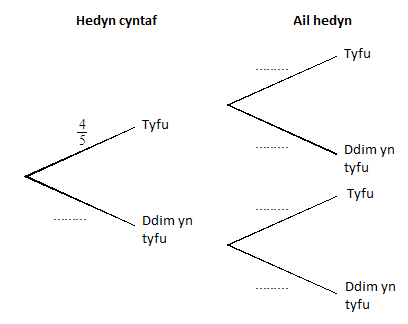 Hedyn cyntaf
Ail hedyn
Tyfu
4
5
Tyfu
Ddim yn
tyfu
Tyfu
Ddim yn
tyfu
Ddim yn
tyfu